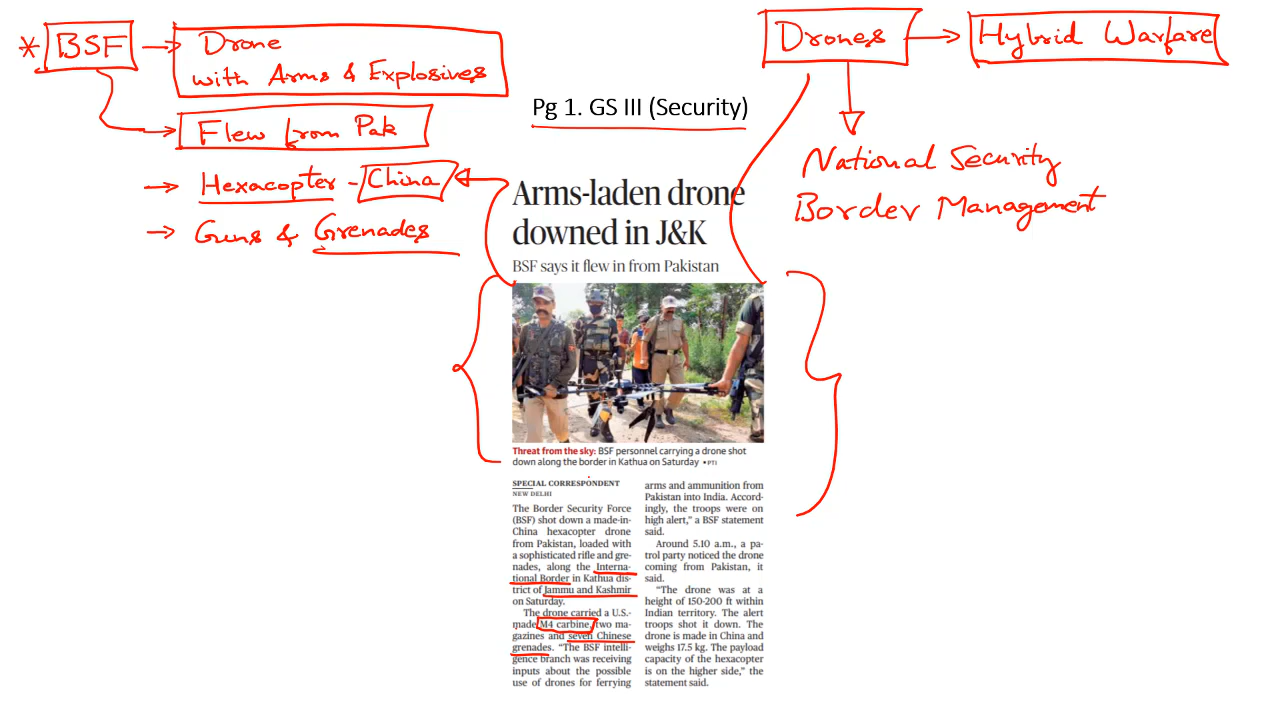 * BSF → Drone
with Arms & Explosives
→ Flew from Pak
→ Hexacopter - China
→ Guns & Grenades
Drones → Hybrid Warfare
National Security
Border Management
Pg 1. GS III (Security)
Arms-laden drone
downed in J&K
BSF says it flew in from Pakistan
Threat from the sky: BSF personnel carrying a drone shot
down along the border in Kathua on Saturday • PTI
SPECIAL CORRESPONDENT
NEW DELHI
The Border Security Force
(BSF) shot down a made-in-
China hexacopter drone
from Pakistan, loaded with
a sophisticated rifle and gre-
nades, along the Interna-
tional Border in Kathua dis-
trict of Jammu and Kashmir
on Saturday.
The drone carried a U.S.-
made M4 carbine, two ma-
gazines and seven Chinese
grenades. “The BSF intelli-
gence branch was receiving
inputs about the possible
use of drones for ferrying
arms and ammunition from
Pakistan into India. Accord-
ingly, the troops were on
high alert,” a BSF statement
said.
Around 5.10 a.m., a pa-
trol party noticed the drone
coming from Pakistan, it
said.
“The drone was at a
height of 150-200 ft within
Indian territory. The alert
troops shot it down. The
drone is made in China and
weighs 17.5 kg. The payload
capacity of the hexacopter
is on the higher side,” the
statement said.